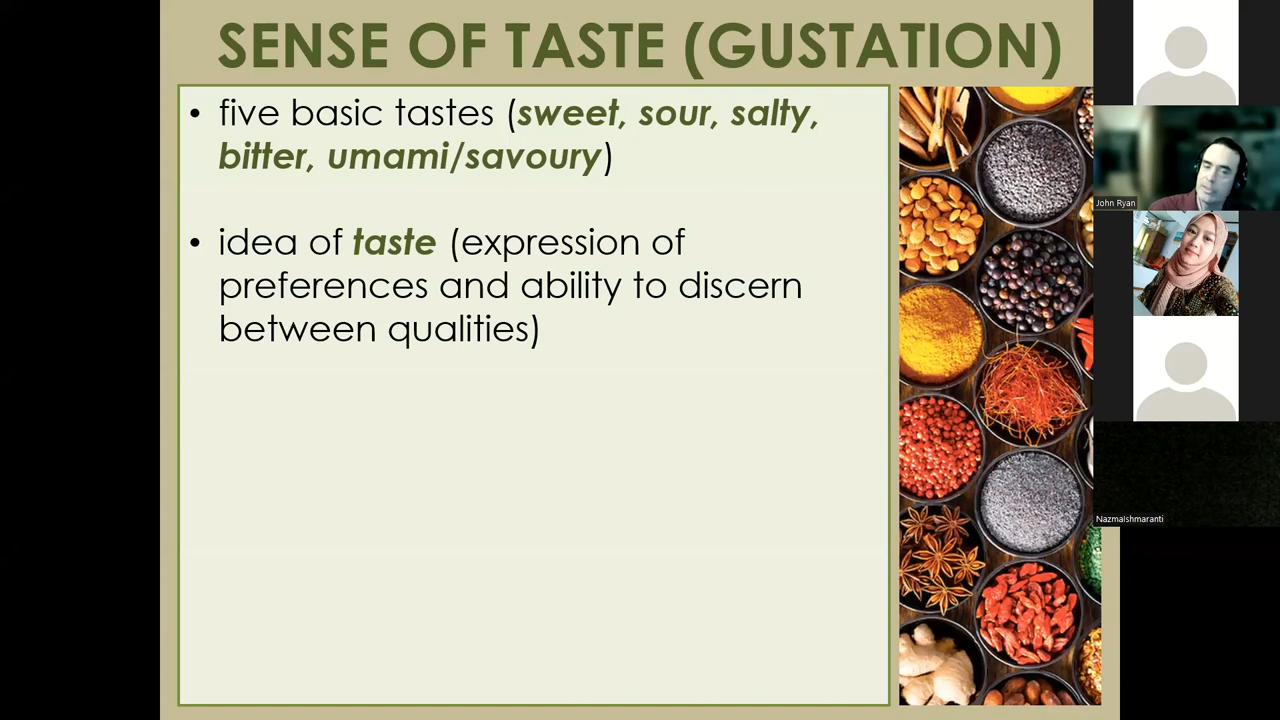 SENSE OF TASTE (GUSTATION)
• five basic tastes (sweet, sour, salty,
bitter, umami/savoury)
• idea of taste (expression of
preferences and ability to discern
between qualities)
John Ryan
Nazmaishmaranti